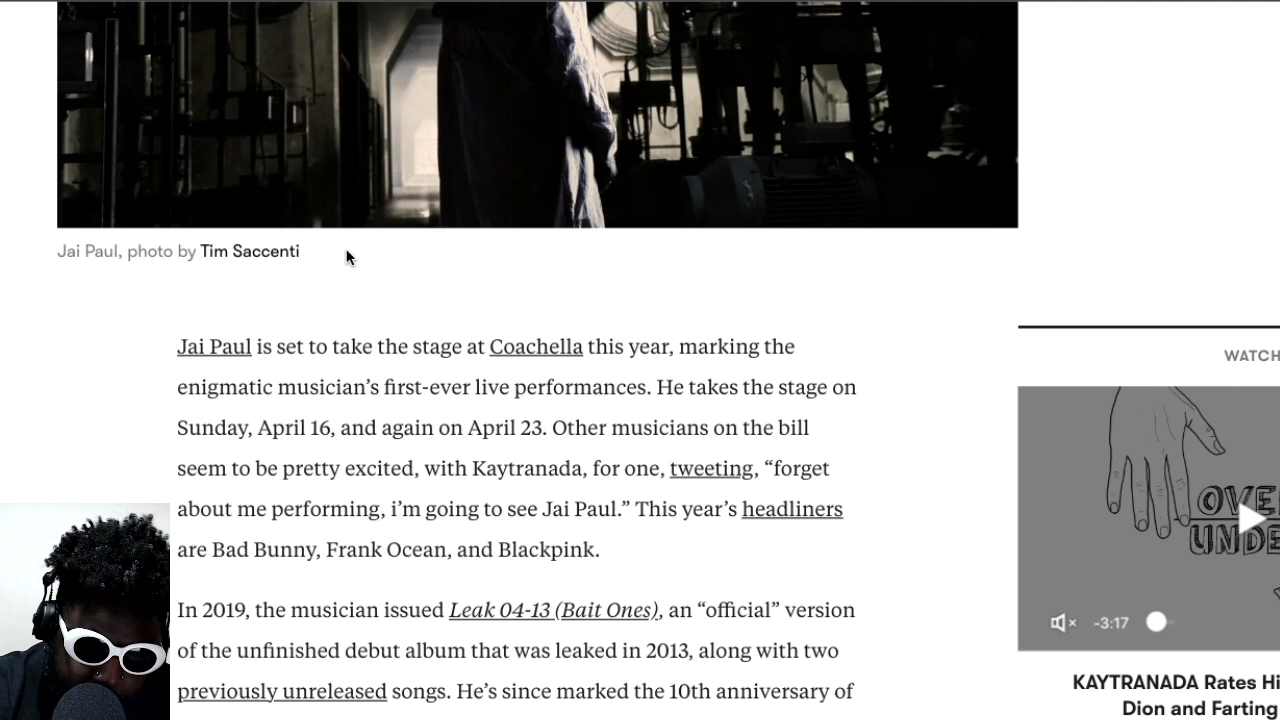 Jai Paul, photo by Tim Saccenti
Jai Paul is set to take the stage at Coachella this year, marking the
enigmatic musician’s first-ever live performances. He takes the stage on
Sunday, April 16, and again on April 23. Other musicians on the bill
seem to be pretty excited, with Kaytranada, for one, tweeting, “forget
about me performing, i’m going to see Jai Paul.” This year’s headliners
are Bad Bunny, Frank Ocean, and Blackpink.
In 2019, the musician issued Leak 04-13 (Bait Ones), an “official” version
of the unfinished debut album that was leaked in 2013, along with two
previously unreleased songs. He’s since marked the 10th anniversary of
WATCH
OVE
UNDE
-3:17
KAYTRANADA Rates Hi
Dion and Farting